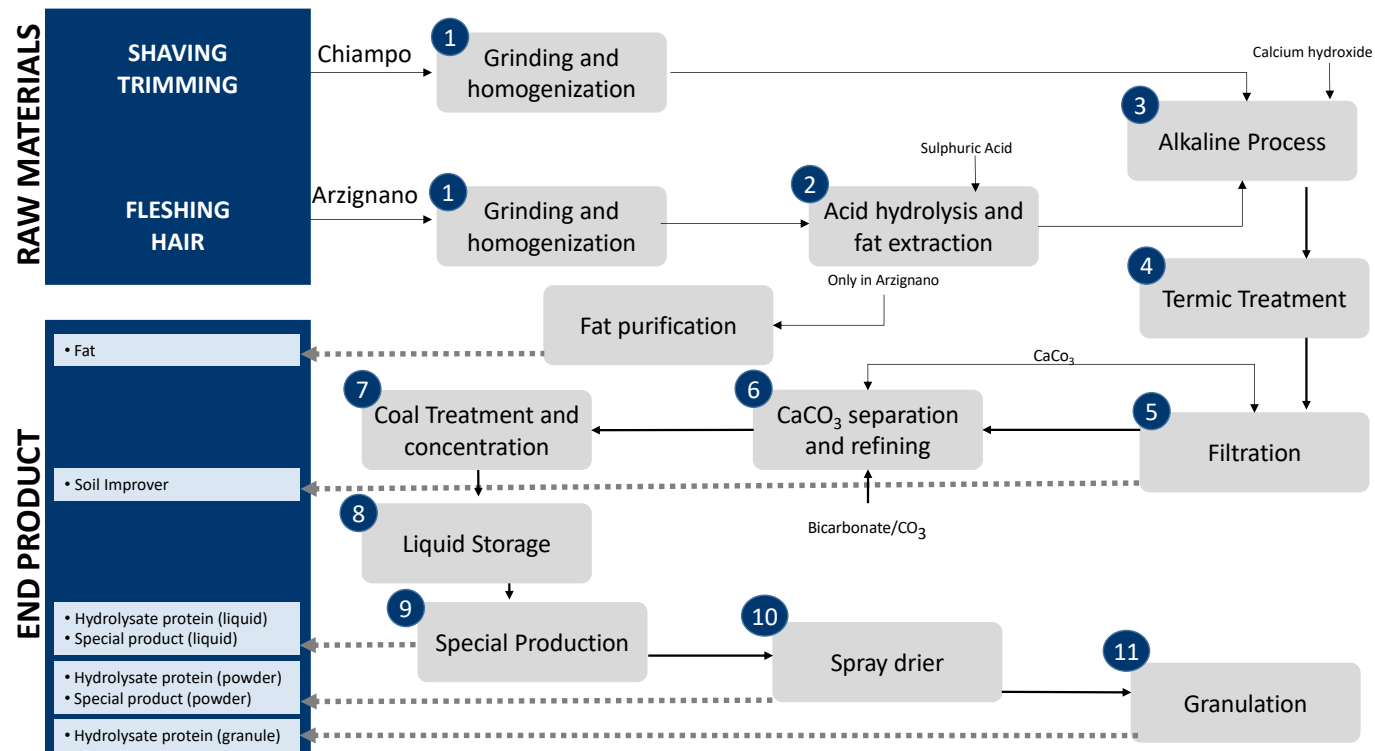 RAW MATERIALS
SHAVING
TRIMMING
FLESHING
HAIR
Chiampo
1
Grinding and
homogenization
Calcium hydroxide
3
Alkaline Process
Arzignano
1
Grinding and
homogenization
Sulphuric Acid
2
Acid hydrolysis and
fat extraction
4
Termic Treatment
Only in Arzignano
Fat purification
END PRODUCT
• Fat
CaCo₃
7
Coal Treatment and
concentration
6
CaCO₃ separation
and refining
5
Filtration
• Soil Improver
Bicarbonate/CO₃
8
Liquid Storage
9
Special Production
• Hydrolysate protein (liquid)
• Special product (liquid)
10
Spray drier
• Hydrolysate protein (powder)
• Special product (powder)
11
Granulation
• Hydrolysate protein (granule)